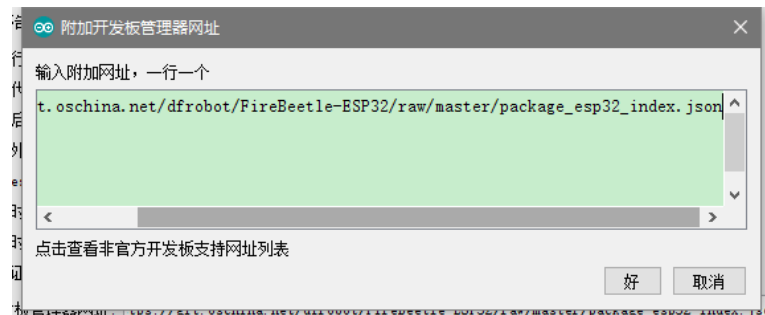 附加开发板管理器网址
输入附加网址，一行一个
t.oschina.net/dfrobot/FireBeetle-ESP32/raw/master/package_esp32_index.json
点击查看非官方开发板支持网址列表
好
取消